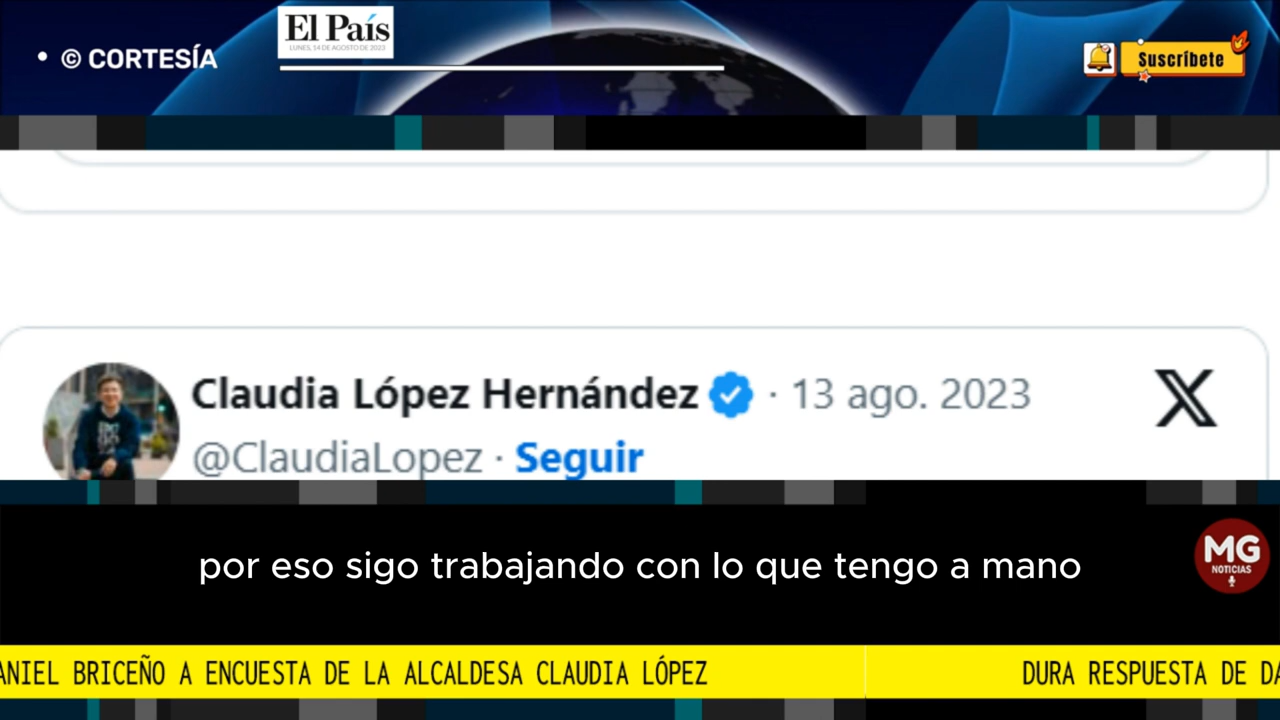 • © CORTESÍA
El País
LUNES, 14 DE AGOSTO DE 2023
Suscríbete
Claudia López Hernández · 13 ago. 2023
@ClaudiaLopez · Seguir
por eso sigo trabajando con lo que tengo a mano
MG
NOTICIAS
ANIEL BRICEÑO A ENCUESTA DE LA ALCALDESA CLAUDIA LÓPEZ
DURA RESPUESTA DE DA